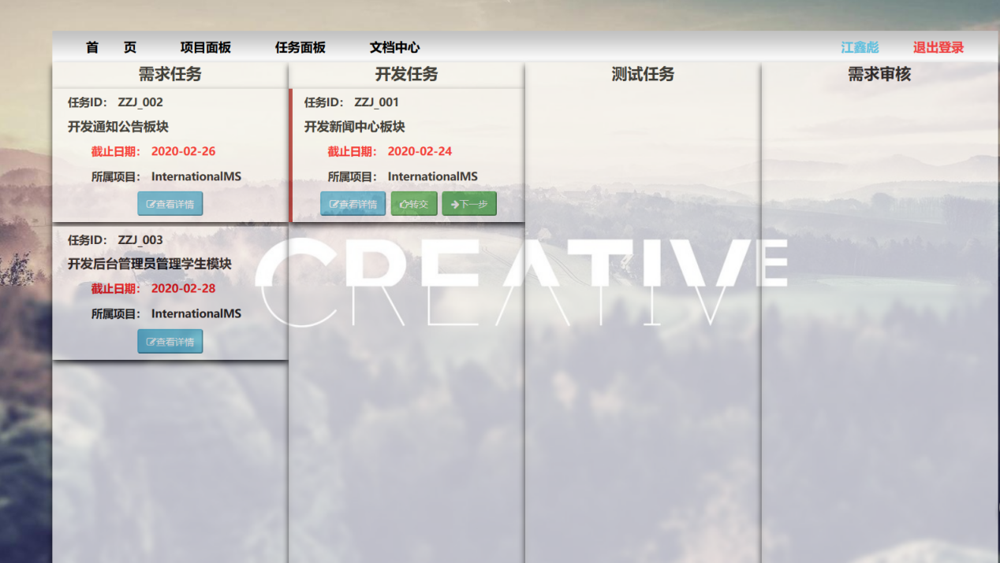 首 页 项目面板 任务面板 文档中心 江鑫彪 退出登录
需求任务 开发任务 测试任务 需求审核
任务ID： ZZJ_002
开发通知公告板块
截止日期： 2020-02-26
所属项目： InternationalMS
查看详情
任务ID： ZZJ_003
开发后台管理员管理学生模块
截止日期： 2020-02-28
所属项目： InternationalMS
查看详情
任务ID： ZZJ_001
开发新闻中心板块
截止日期： 2020-02-24
所属项目： InternationalMS
查看详情 转交 下一步
CREATIVE